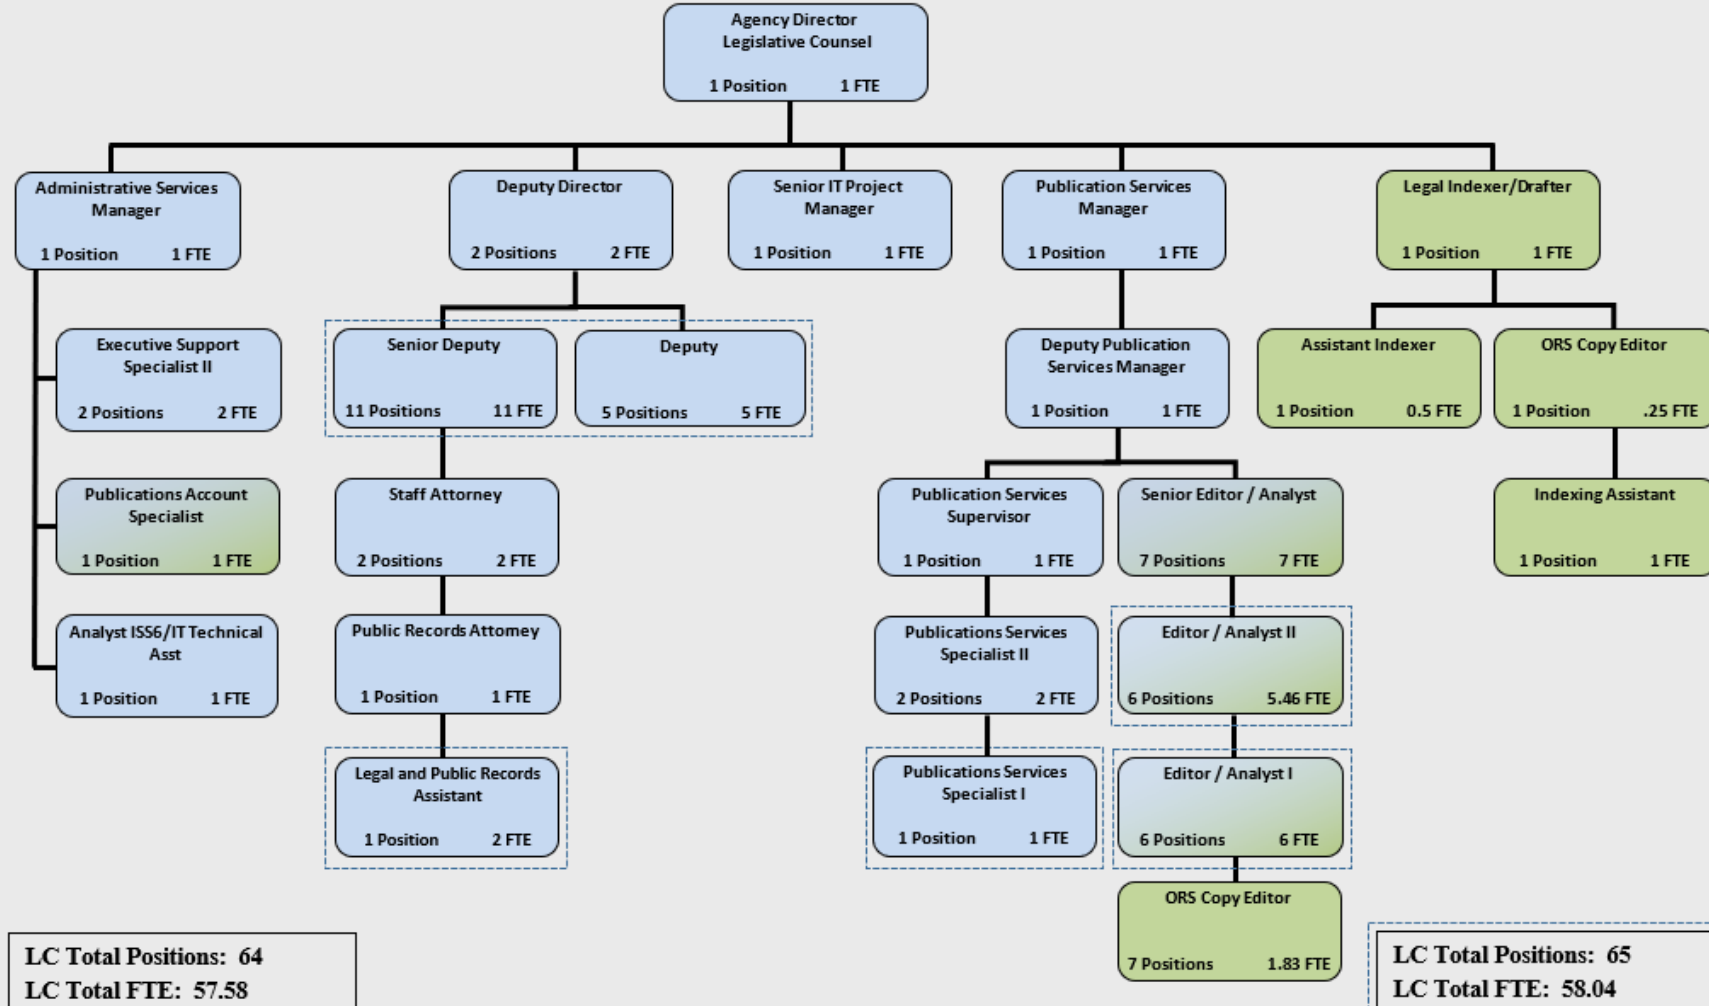 Agency Director
Legislative Counsel
1 Position 1 FTE
Administrative Services
Manager
1 Position 1 FTE
Deputy Director
2 Positions 2 FTE
Senior IT Project
Manager
1 Position 1 FTE
Publication Services
Manager
1 Position 1 FTE
Legal Indexer/Drafter
1 Position 1 FTE
Executive Support
Specialist II
2 Positions 2 FTE
Senior Deputy
11 Positions 11 FTE
Deputy
5 Positions 5 FTE
Deputy Publication
Services Manager
1 Position 1 FTE
Assistant Indexer
1 Position 0.5 FTE
ORS Copy Editor
1 Position .25 FTE
Publications Account
Specialist
1 Position 1 FTE
Staff Attorney
2 Positions 2 FTE
Publication Services
Supervisor
1 Position 1 FTE
Senior Editor / Analyst
7 Positions 7 FTE
Indexing Assistant
1 Position 1 FTE
Analyst ISS6/IT Technical
Asst
1 Position 1 FTE
Public Records Attorney
1 Position 1 FTE
Publications Services
Specialist II
2 Positions 2 FTE
Editor / Analyst II
6 Positions 5.46 FTE
Legal and Public Records
Assistant
1 Position 2 FTE
Publications Services
Specialist I
1 Position 1 FTE
Editor / Analyst I
6 Positions 6 FTE
ORS Copy Editor
7 Positions 1.83 FTE
LC Total Positions: 64
LC Total FTE: 57.58
LC Total Positions: 65
LC Total FTE: 58.04